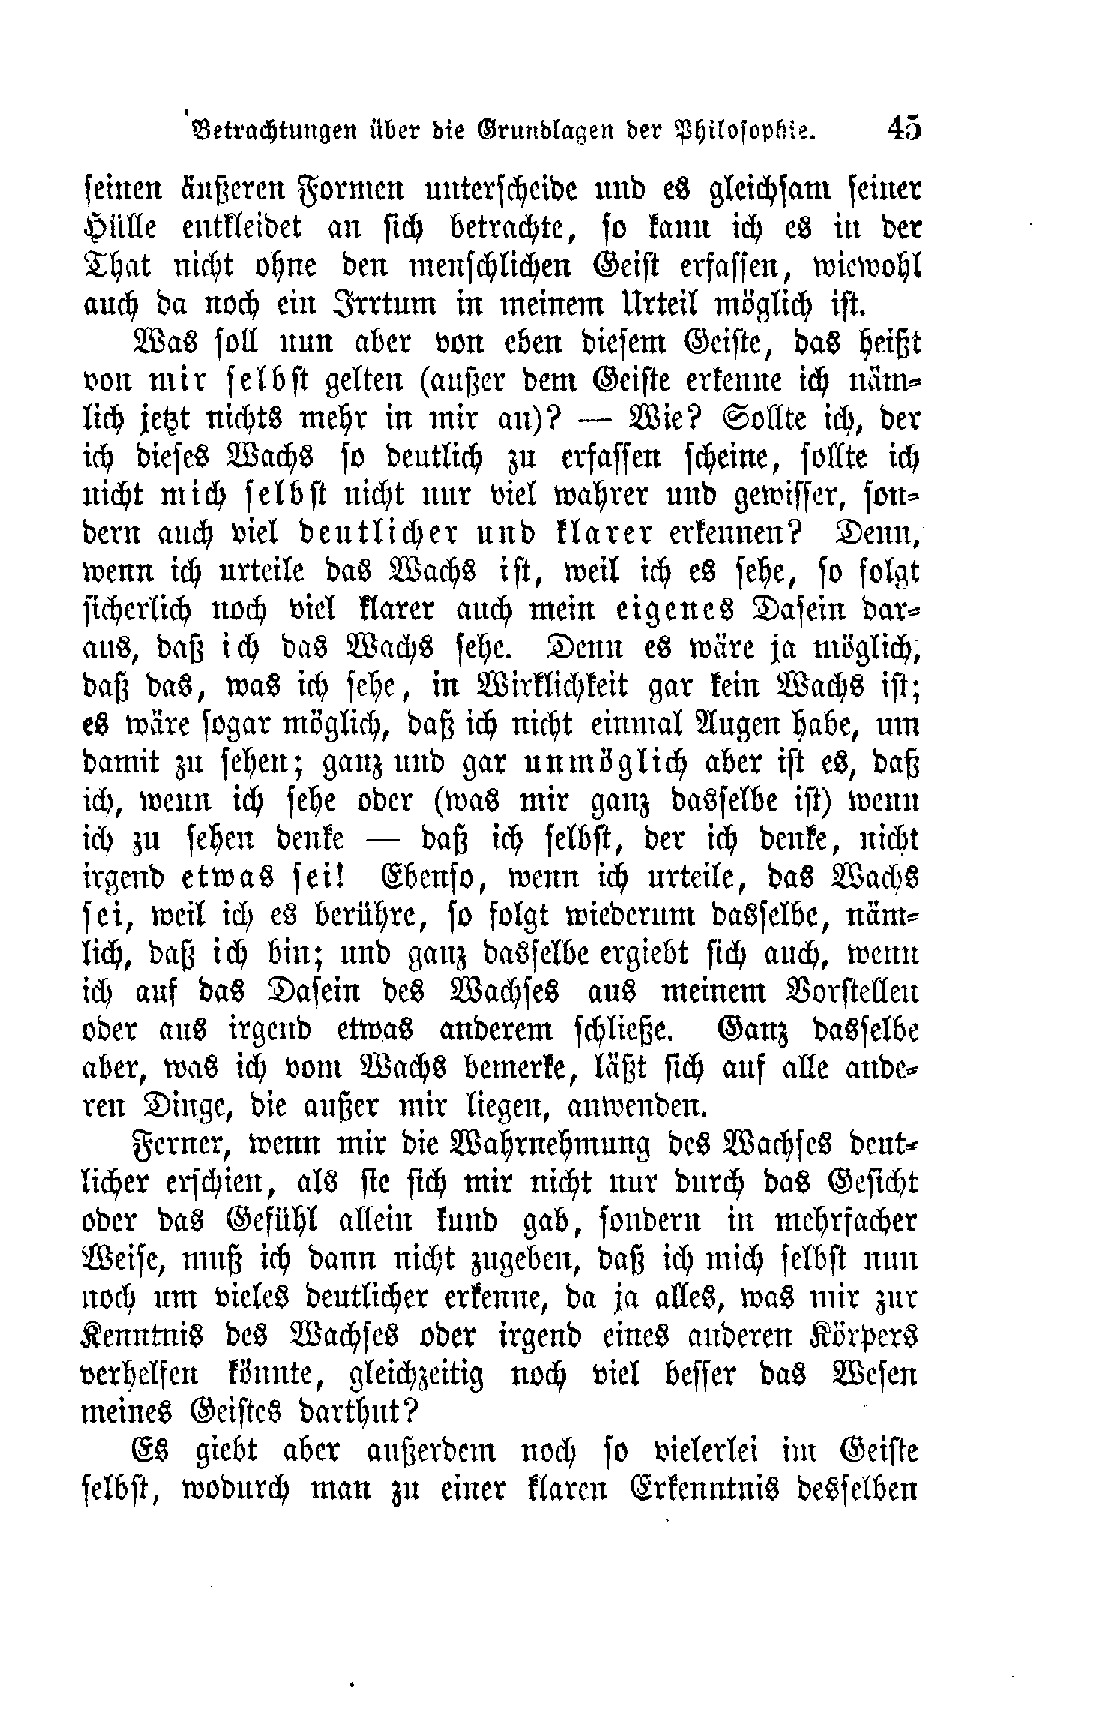 Betrachtungen über die Grundlagen der Philosophie. 45
seinen äußeren Formen unterscheide und es gleichsam seiner
Hülle entkleidet an sich betrachte, so kann ich es in der
That nicht ohne den menschlichen Geist erfassen, wiewohl
auch da noch ein Irrtum in meinem Urteil möglich ist.
Was soll nun aber von eben diesem Geiste, das heißt
von mir selbst gelten (außer dem Geiste erkenne ich näm-
lich jetzt nichts mehr in mir an)? — Wie? Sollte ich, der
ich dieses Wachs so deutlich zu erfassen scheine, sollte ich
nicht mich selbst nicht nur viel wahrer und gewisser, son-
dern auch viel deutlicher und klarer erkennen? Denn,
wenn ich urteile das Wachs ist, weil ich es sehe, so folgt
sicherlich noch viel klarer auch mein eigenes Dasein dar-
aus, daß ich das Wachs sehe. Denn es wäre ja möglich,
daß das, was ich sehe, in Wirklichkeit gar kein Wachs ist;
es wäre sogar möglich, daß ich nicht einmal Augen habe, um
damit zu sehen; ganz und gar unmöglich aber ist es, daß
ich, wenn ich sehe oder (was mir ganz dasselbe ist) wenn
ich zu sehen denke — daß ich selbst, der ich denke, nicht
irgend etwas sei! Ebenso, wenn ich urteile, das Wachs
sei, weil ich es berühre, so folgt wiederum dasselbe, näm-
lich, daß ich bin; und ganz dasselbe ergiebt sich auch, wenn
ich auf das Dasein des Wachses aus meinem Vorstellen
oder aus irgend etwas anderem schließe. Ganz dasselbe
aber, was ich vom Wachs bemerke, läßt sich auf alle ande-
ren Dinge, die außer mir liegen, anwenden.
Ferner, wenn mir die Wahrnehmung des Wachses deut-
licher erschien, als sie sich mir nicht nur durch das Gesicht
oder das Gefühl allein kund gab, sondern in mehrfacher
Weise, muß ich dann nicht zugeben, daß ich mich selbst nun
noch um vieles deutlicher erkenne, da ja alles, was mir zur
Kenntnis des Wachses oder irgend eines anderen Körpers
verhelfen könnte, gleichzeitig noch viel besser das Wesen
meines Geistes darthut?
Es giebt aber außerdem noch so vielerlei im Geiste
selbst, wodurch man zu einer klaren Erkenntnis desselben